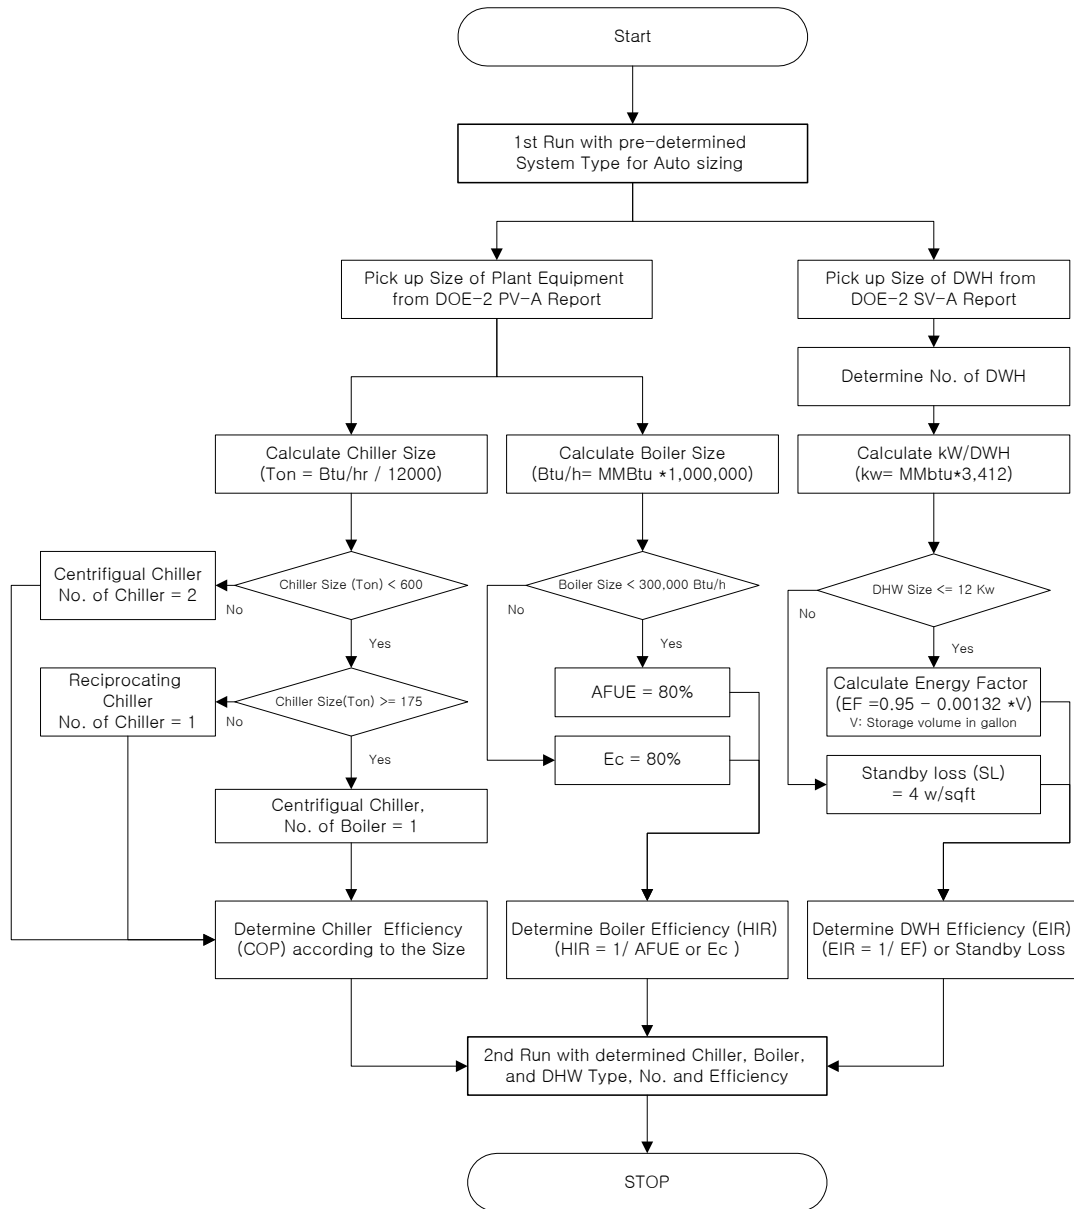 Start
1st Run with pre-determined
System Type for Auto sizing
Pick up Size of Plant Equipment
from DOE-2 PV-A Report
Pick up Size of DWH from
DOE-2 SV-A Report
Determine No. of DWH
Calculate Chiller Size
(Ton = Btu/hr / 12000)
Calculate Boiler Size
(Btu/h= MMBtu *1,000,000)
Calculate kW/DWH
(kw= MMbtu*3,412)
Centrifigual Chiller
No. of Chiller = 2
Chiller Size (Ton) < 600
No
Yes
Boiler Size < 300,000 Btu/h
No
Yes
DHW Size <= 12 Kw
No
Yes
Reciprocating
Chiller
No. of Chiller = 1
Chiller Size(Ton) >= 175
No
Yes
AFUE = 80%
Calculate Energy Factor
(EF =0.95 - 0.00132 *V)
V: Storage volume in gallon
Ec = 80%
Standby loss (SL)
= 4 w/sqft
Centrifigual Chiller,
No. of Boiler = 1
Determine Chiller Efficiency
(COP) according to the Size
Determine Boiler Efficiency (HIR)
(HIR = 1/ AFUE or Ec )
Determine DWH Efficiency (EIR)
(EIR = 1/ EF) or Standby Loss
2nd Run with determined Chiller, Boiler,
and DHW Type, No. and Efficiency
STOP